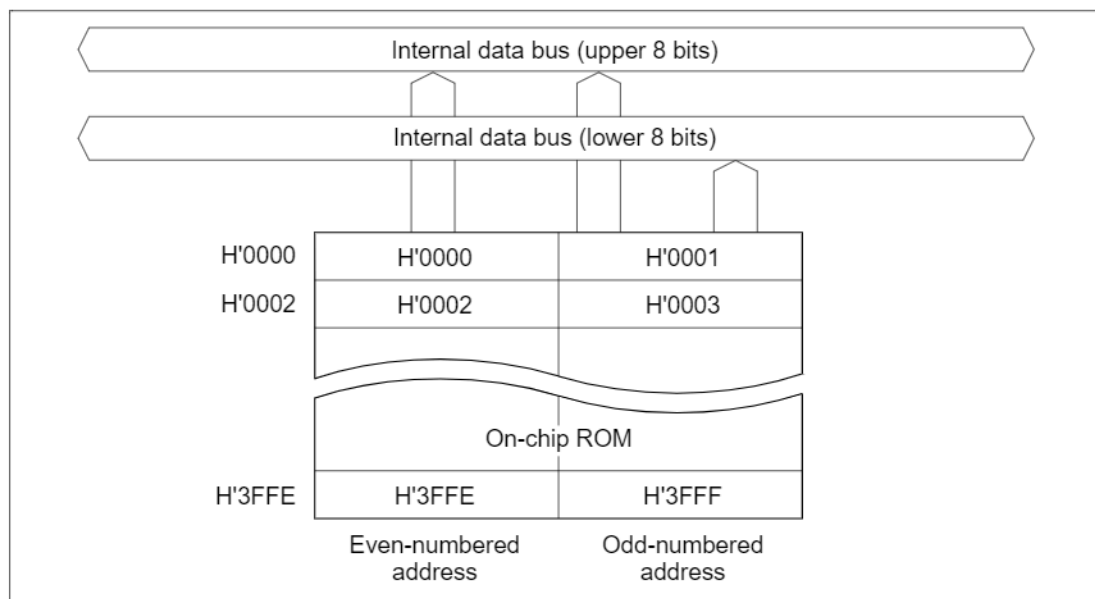 Internal data bus (upper 8 bits)
Internal data bus (lower 8 bits)
H'0000 H'0000 H'0001
H'0002 H'0002 H'0003
On-chip ROM
H'3FFE H'3FFE H'3FFF
Even-numbered Odd-numbered
address address